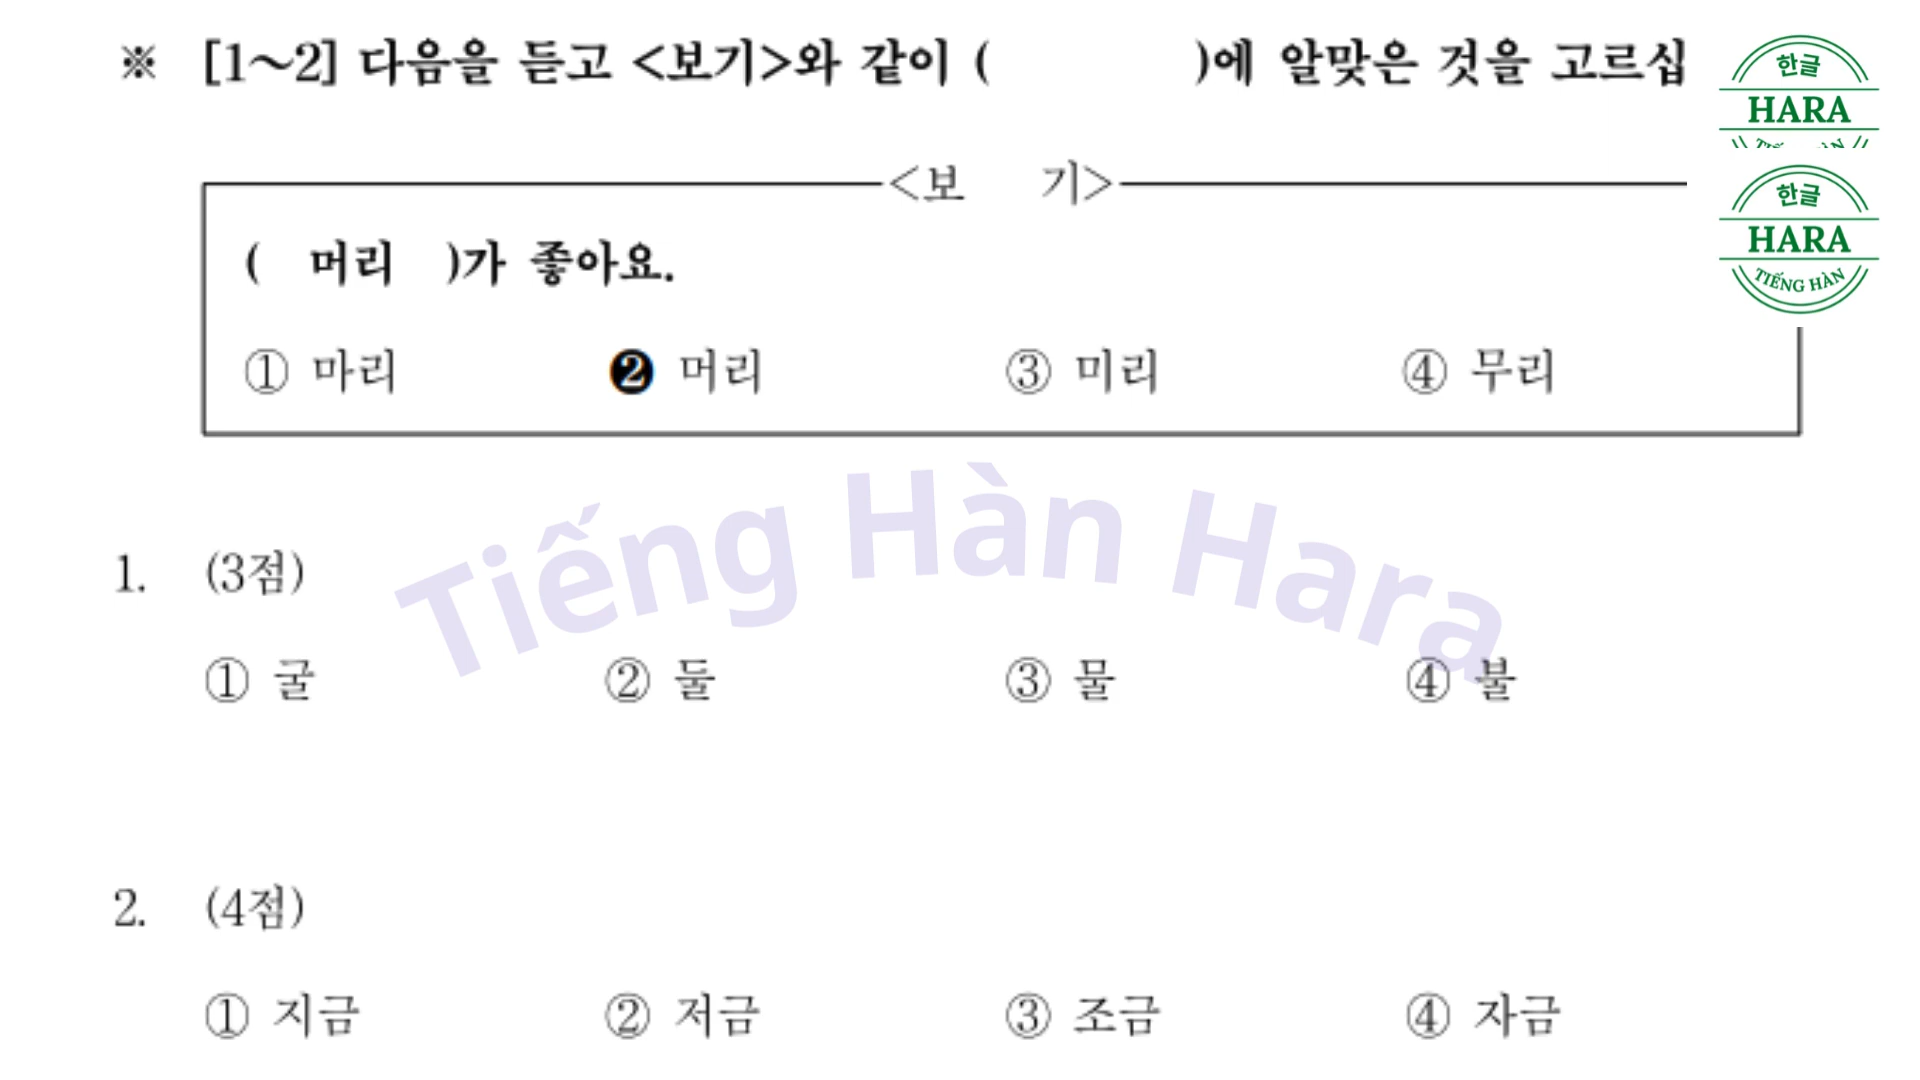 ※ [1～2] 다음을 듣고 <보기>와 같이 (          )에 알맞은 것을 고르십
한글
HARA
TIẾNG HÀN
<보    기>
한글
HARA
TIẾNG HÀN
(  머리  )가 좋아요.
① 마리 ❷ 머리 ③ 미리 ④ 무리
Tiếng Hàn Hara
1. (3점)
① 굴 ② 둘 ③ 물 ④ 불
2. (4점)
① 지금 ② 저금 ③ 조금 ④ 자금